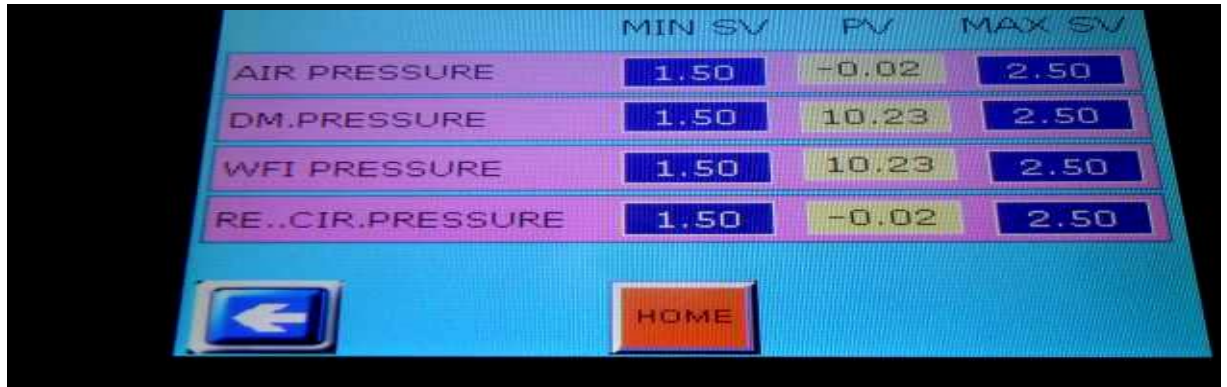 MIN SV PV MAX SV
AIR PRESSURE 1.50 -0.02 2.50
DM.PRESSURE 1.50 10.23 2.50
WFI PRESSURE 1.50 10.23 2.50
RE..CIR.PRESSURE 1.50 -0.02 2.50
HOME